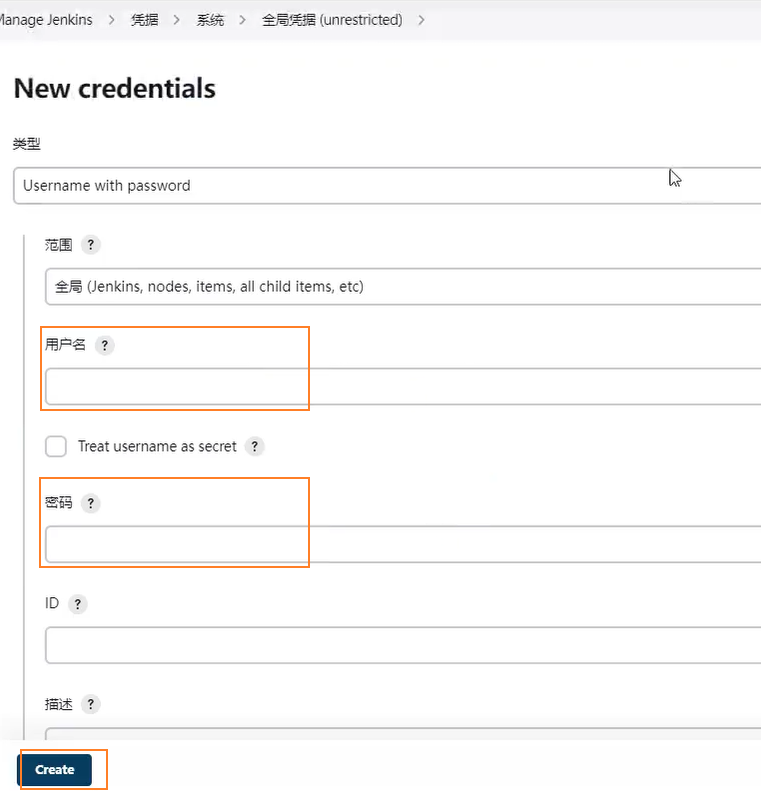 Manage Jenkins > 凭据 > 系统 > 全局凭据 (unrestricted) >
New credentials
类型
Username with password
范围 ?
全局 (Jenkins, nodes, items, all child items, etc)
用户名 ?
Treat username as secret ?
密码 ?
ID ?
描述 ?
Create